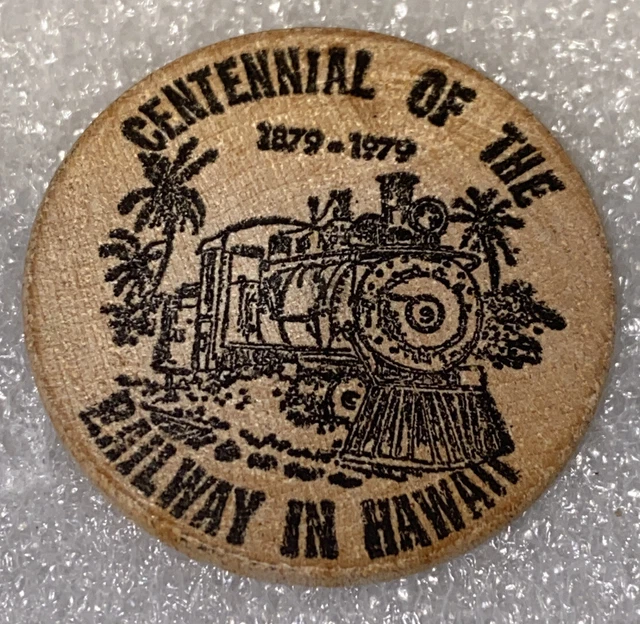 CENTENNIAL OF THE
1879-1979
RAILWAY IN HAWAII